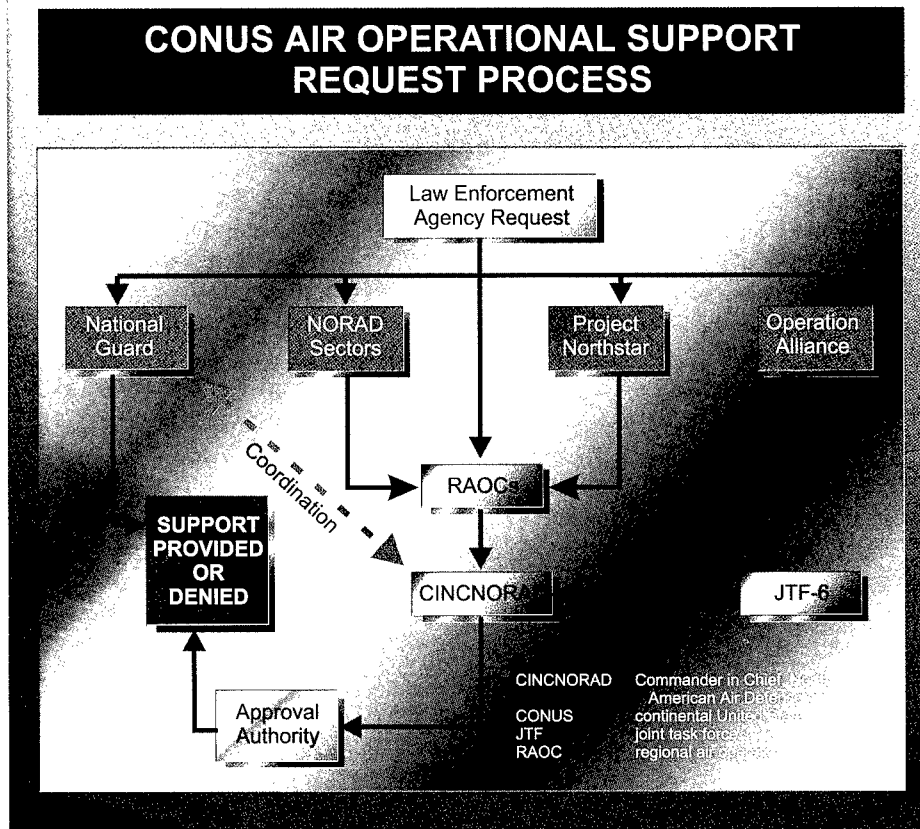 CONUS AIR OPERATIONAL SUPPORT
REQUEST PROCESS
Law Enforcement
Agency Request
National
Guard
NORAD
Sectors
Project
Northstar
Operation
Alliance
Coordination
RAOCs
SUPPORT
PROVIDED
OR
DENIED
CINCNORAD
JTF-6
Approval
Authority
CINCNORAD Commander in Chief,
American Air
CONUS continental United
JTF joint task force
RAOC regional air